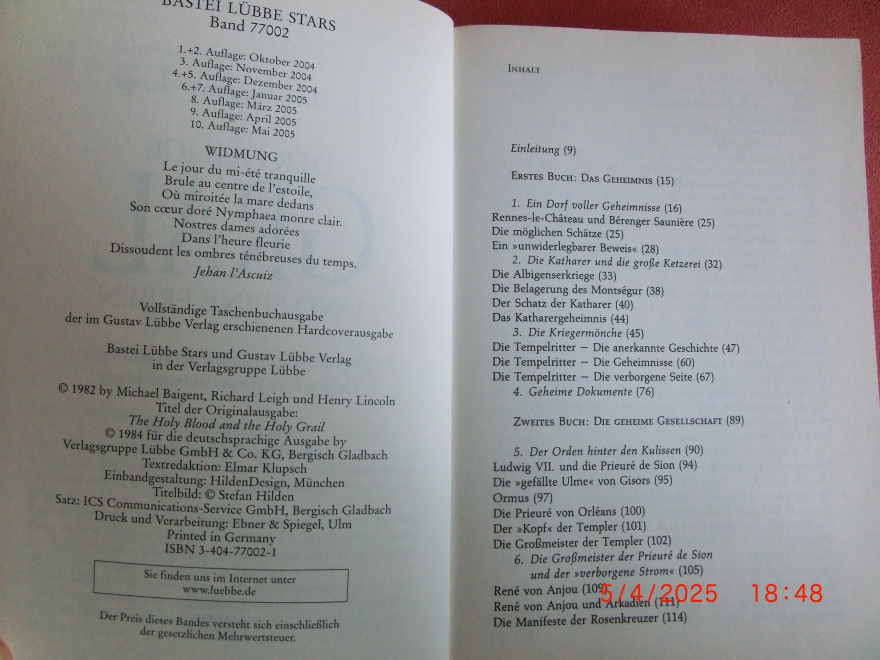 BASTEI LÜBBE STARS
Band 77002
1.+2. Auflage: Oktober 2004
3. Auflage: November 2004
4.+5. Auflage: Dezember 2004
6.+7. Auflage: Januar 2005
8. Auflage: März 2005
9. Auflage: April 2005
10. Auflage: Mai 2005
WIDMUNG
Le jour du mi-été tranquille
Brule au centre de l'estoile,
Où miroitée la mare dedans
Son cœur doré Nymphaea monre clair.
Nostres dames adorées
Dans l'heure fleurie
Dissoudent les ombres ténébreuses du temps.
Jehan l'Ascuiz
Vollständige Taschenbuchausgabe
der im Gustav Lübbe Verlag erschienenen Hardcoverausgabe
Bastei Lübbe Stars und Gustav Lübbe Verlag
in der Verlagsgruppe Lübbe
© 1982 by Michael Baigent, Richard Leigh und Henry Lincoln
Titel der Originalausgabe:
The Holy Blood and the Holy Grail
© 1984 für die deutschsprachige Ausgabe by
Verlagsgruppe Lübbe GmbH & Co. KG, Bergisch Gladbach
Textredaktion: Elmar Klupsch
Einbandgestaltung: HildenDesign, München
Titelbild: © Stefan Hilden
Satz: ICS Communications-Service GmbH, Bergisch Gladbach
Druck und Verarbeitung: Ebner & Spiegel, Ulm
Printed in Germany
ISBN 3-404-77002-1
Sie finden uns im Internet unter
www.luebbe.de
Der Preis dieses Bandes versteht sich einschließlich
der gesetzlichen Mehrwertsteuer.
INHALT
Einleitung (9)
ERSTES BUCH: DAS GEHEIMNIS (15)
1. Ein Dorf voller Geheimnisse (16)
Rennes-le-Château und Bérenger Saunière (25)
Die möglichen Schätze (25)
Ein »unwiderlegbarer Beweis« (28)
2. Die Katharer und die große Ketzerei (32)
Die Albigenserkriege (33)
Die Belagerung des Montségur (38)
Der Schatz der Katharer (40)
Das Katharergeheimnis (44)
3. Die Kriegermönche (45)
Die Tempelritter – Die anerkannte Geschichte (47)
Die Tempelritter – Die Geheimnisse (60)
Die Tempelritter – Die verborgene Seite (67)
4. Geheime Dokumente (76)
ZWEITES BUCH: DIE GEHEIME GESELLSCHAFT (89)
5. Der Orden hinter den Kulissen (90)
Ludwig VII. und die Prieuré de Sion (94)
Die »gefällte Ulme« von Gisors (95)
Ormus (97)
Die Prieuré von Orléans (100)
Der »Kopf« der Templer (101)
Die Großmeister der Templer (102)
6. Die Großmeister der Prieuré de Sion
und der »verborgene Strom« (105)
René von Anjou (109)
René von Anjou und Arkadien (111)
Die Manifeste der Rosenkreuzer (114)
5/4/2025 18:48